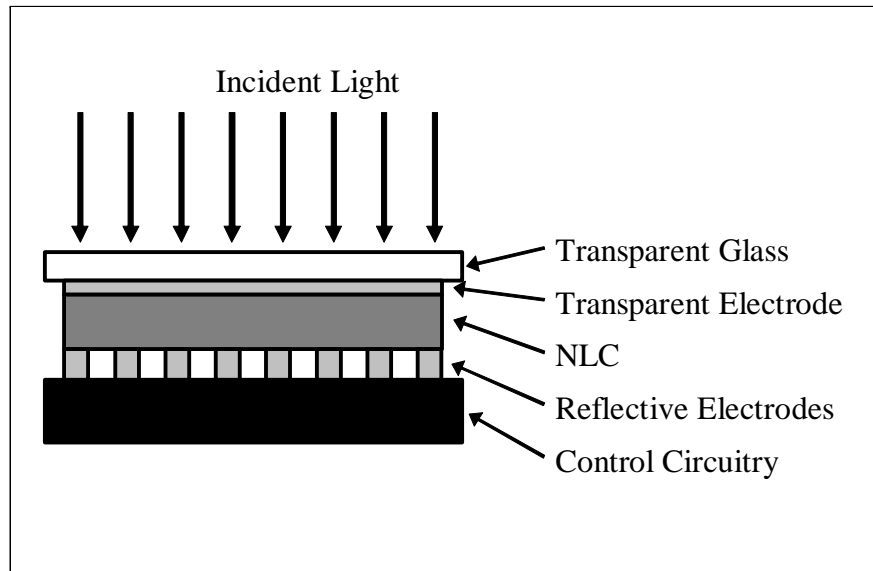 Incident Light
Transparent Glass
Transparent Electrode
NLC
Reflective Electrodes
Control Circuitry